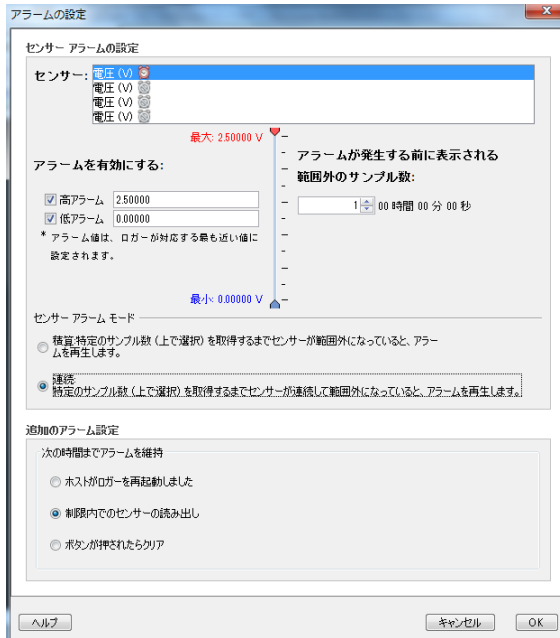 アラームの設定
センサー アラームの設定
センサー: 電圧 (V)
電圧 (V)
電圧 (V)
電圧 (V)
最大: 2.50000 V
アラームが発生する前に表示される
範囲外のサンプル数:
アラームを有効にする:
高アラーム 2.50000
1 00 時間 00 分 00 秒
低アラーム 0.00000
* アラーム値は、ロガーが対応する最も近い値に
設定されます。
最小: 0.00000 V
センサー アラーム モード
積算:特定のサンプル数 (上で選択) を取得するまでセンサーが範囲外になっていると、アラー
ムを再生します。
連続:
特定のサンプル数 (上で選択) を取得するまでセンサーが連続して範囲外になっていると、アラームを再生します。
追加のアラーム設定
次の時間までアラームを維持
ホストがロガーを再起動しました
制限内でのセンサーの読み出し
ボタンが押されたらクリア
ヘルプ
キャンセル
OK